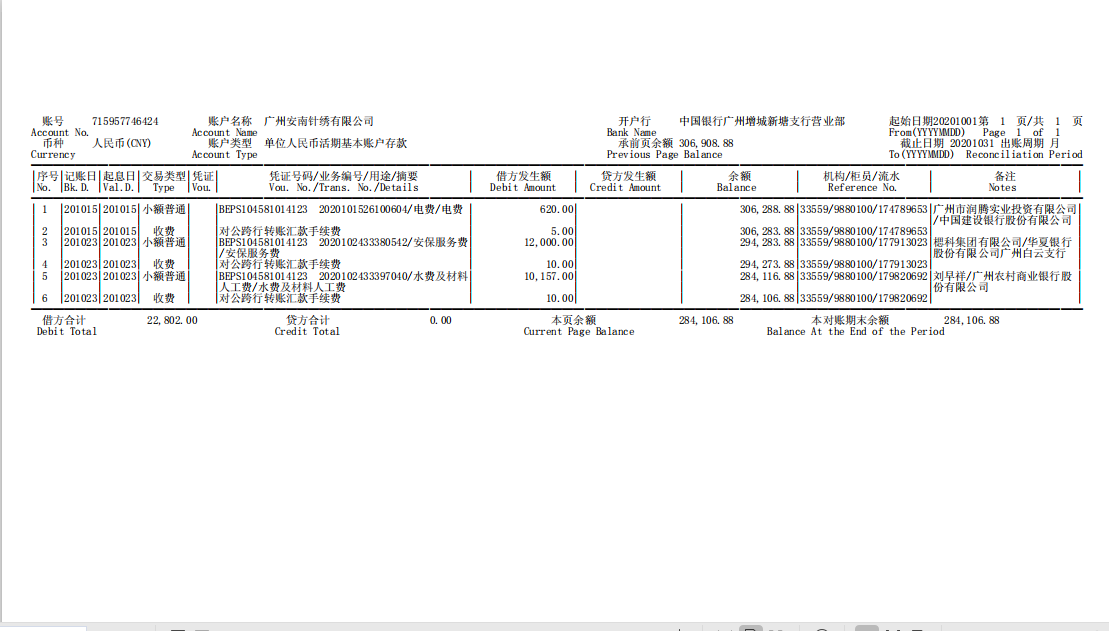 账号 715957746424 账户名称 广州安南针绣有限公司 开户行 中国银行广州增城新塘支行营业部 起始日期20201001第 1 页/共 1 页
Account No. Account Name Bank Name From(YYYYMMDD) Page 1 of 1
币种 人民币(CNY) 账户类型 单位人民币活期基本账户存款 承前页余额 306,908.88 截止日期 20201031 出账周期 月
Currency Account Type Previous Page Balance To(YYYYMMDD) Reconciliation Period
序号 记账日 起息日 交易类型 凭证 凭证号码/业务编号/用途/摘要 借方发生额 贷方发生额 余额 机构/柜员/流水 备注
No. Bk.D. Val.D. Type Vou. Vou. No./Trans. No./Details Debit Amount Credit Amount Balance Reference No. Notes
1 201015 201015 小额普通 BEPS104581014123 2020101526100604/电费/电费 620.00 306,288.88 33559/9880100/174789653 广州市润腾实业投资有限公司
/中国建设银行股份有限公司
2 201015 201015 收费 对公跨行转账汇款手续费 5.00 306,283.88 33559/9880100/174789653
3 201023 201023 小额普通 BEPS104581014123 2020102433380542/安保服务费 12,000.00 294,283.88 33559/9880100/177913023 楒科集团有限公司/华夏银行
/安保服务费 股份有限公司广州白云支行
4 201023 201023 收费 对公跨行转账汇款手续费 10.00 294,273.88 33559/9880100/177913023
5 201023 201023 小额普通 BEPS104581014123 2020102433397040/水费及材料 10,157.00 284,116.88 33559/9880100/179820692 刘早祥/广州农村商业银行股
人工费/水费及材料人工费 份有限公司
6 201023 201023 收费 对公跨行转账汇款手续费 10.00 284,106.88 33559/9880100/179820692
借方合计 22,802.00 贷方合计 0.00 本页余额 284,106.88 本对账期末余额 284,106.88
Debit Total Credit Total Current Page Balance Balance At the End of the Period